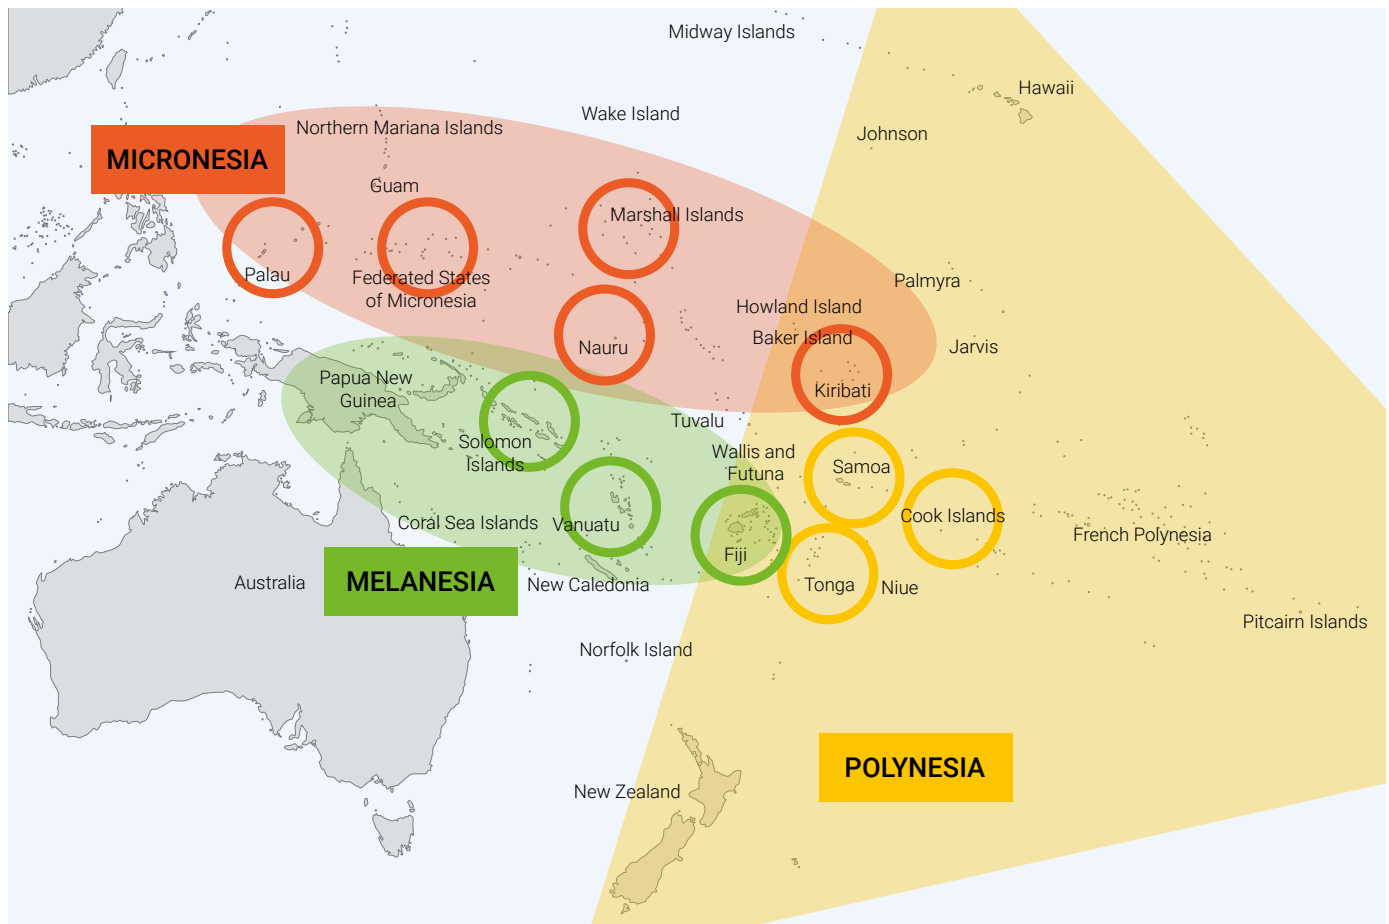 Midway Islands
Hawaii
Wake Island
Northern Mariana Islands
Johnson
MICRONESIA
Guam
Marshall Islands
Palau
Federated States
of Micronesia
Palmyra
Howland Island
Baker Island
Nauru
Jarvis
Papua New
Guinea
Kiribati
Tuvalu
Solomon
Islands
Wallis and
Futuna
Samoa
Coral Sea Islands
Vanuatu
Cook Islands
French Polynesia
Fiji
Australia
MELANESIA
New Caledonia
Tonga
Niue
Pitcairn Islands
Norfolk Island
POLYNESIA
New Zealand